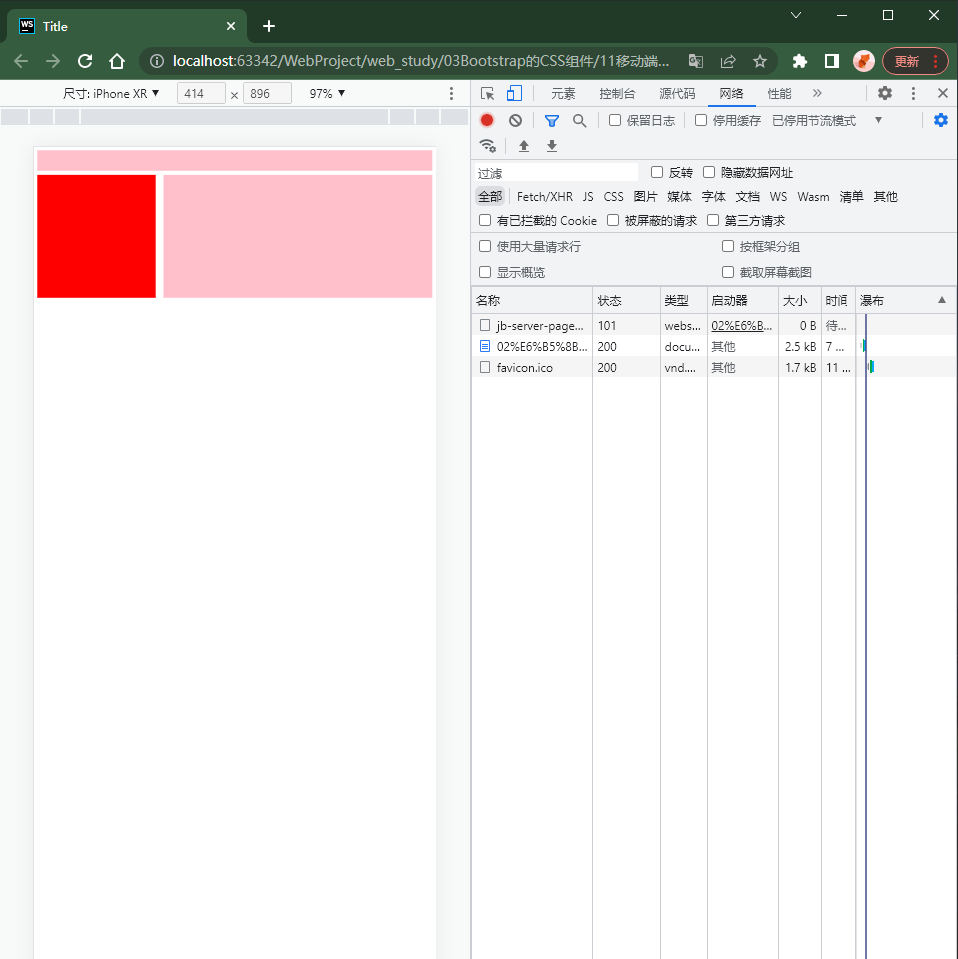 WS Title
localhost:63342/WebProject/web_study/03Bootstrap的CSS组件/11移动端...
更新
尺寸: iPhone XR ▼ 414 × 896 97% ▼
元素 控制台 源代码 网络 性能 »
保留日志 停用缓存 已停用节流模式 ▼
过滤 反转 隐藏数据网址
全部 Fetch/XHR JS CSS 图片 媒体 字体 文档 WS Wasm 清单 其他
有已拦截的 Cookie 被屏蔽的请求 第三方请求
使用大量请求行 按框架分组
显示概览 截取屏幕截图
名称 状态 类型 启动器 大小 时间 瀑布 ▲
jb-server-page... 101 webs... 02%E6%B... 0 B 待...
02%E6%B5%8B... 200 docu... 其他 2.5 kB 7 ...
favicon.ico 200 vnd.... 其他 1.7 kB 11 ...